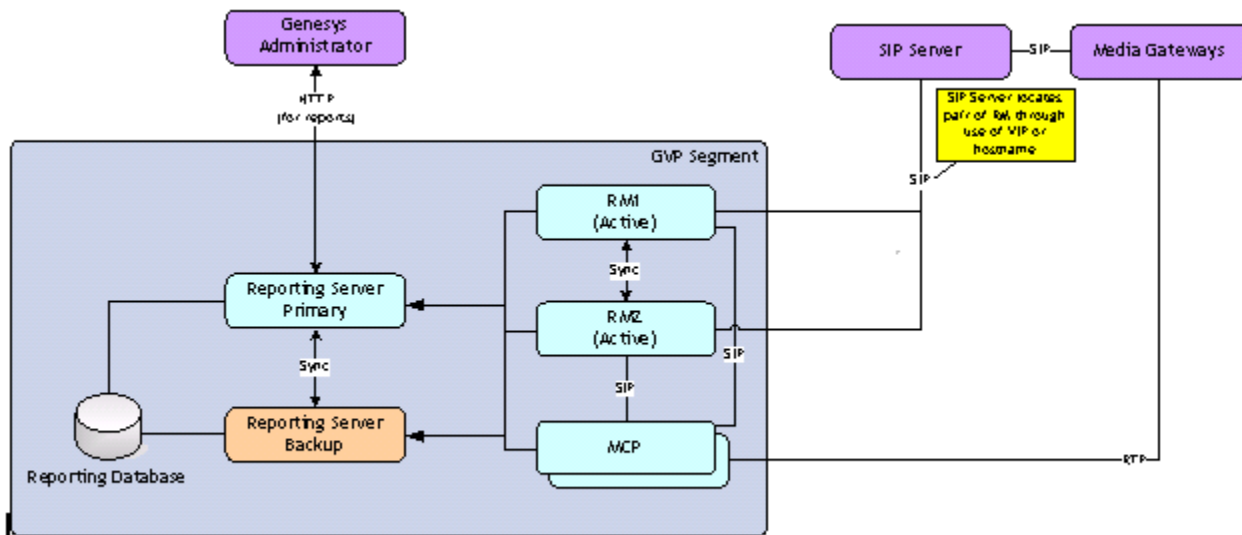 Genesys
Administrator
SIP Server
SIP
Media Gateways
HTTP
(for reports)
SIP Server locates
pair of RM through
use of VIP or
hostname
GVP Segment
SIP
RM1
(Active)
Sync
Reporting Server
Primary
RM2
(Active)
SIP
Sync
SIP
Reporting Server
Backup
MCP
RTP
Reporting Database